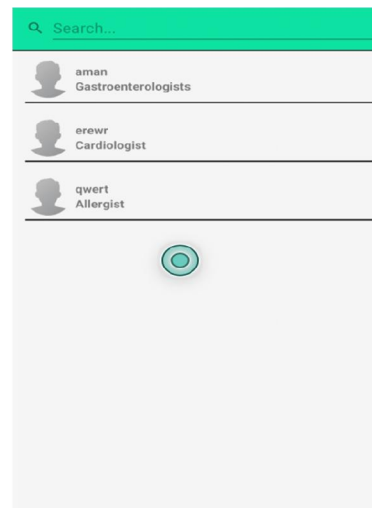 Search...
aman
Gastroenterologists
erewr
Cardiologist
qwert
Allergist